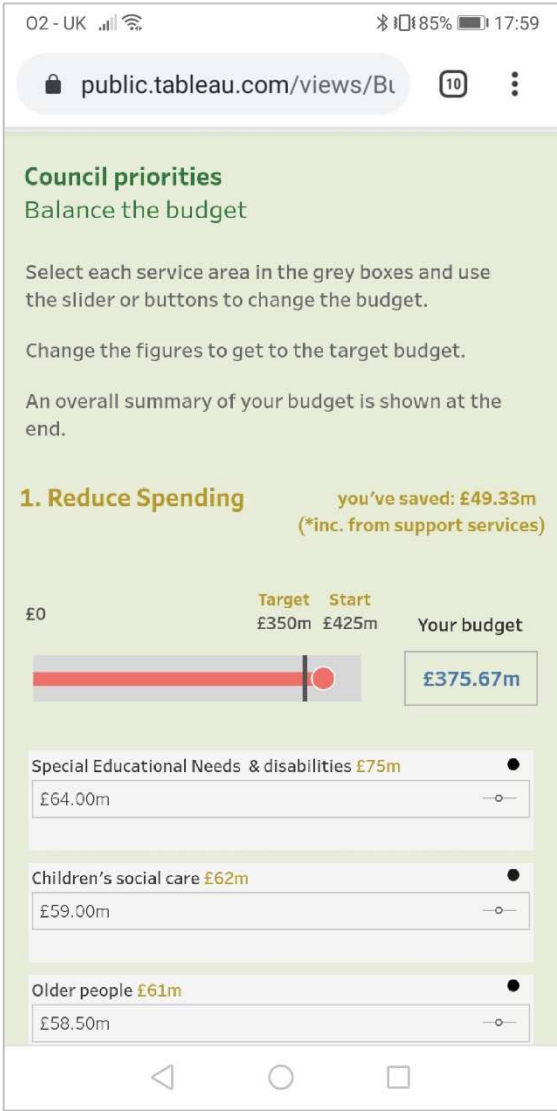 O2 - UK 85% 17:59
public.tableau.com/views/Bu 10
Council priorities
Balance the budget
Select each service area in the grey boxes and use
the slider or buttons to change the budget.
Change the figures to get to the target budget.
An overall summary of your budget is shown at the
end.
1. Reduce Spending
you've saved: £49.33m
(*inc. from support services)
Target Start
£0 £350m £425m Your budget
£375.67m
Special Educational Needs & disabilities £75m
£64.00m
Children's social care £62m
£59.00m
Older people £61m
£58.50m